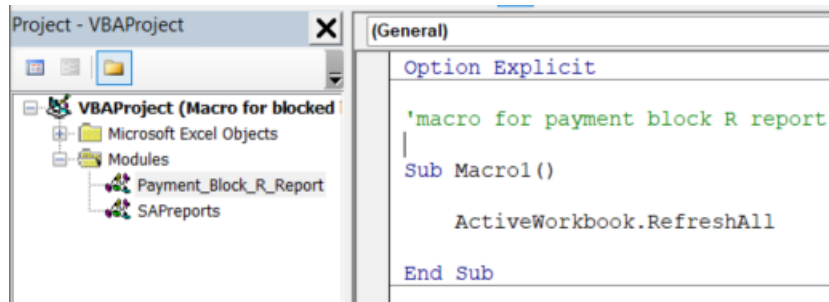 Project - VBAProject
VBAProject (Macro for blocked
Microsoft Excel Objects
Modules
Payment_Block_R_Report
SAPreports
(General)
Option Explicit
'macro for payment block R report
Sub Macro1()
ActiveWorkbook.RefreshAll
End Sub